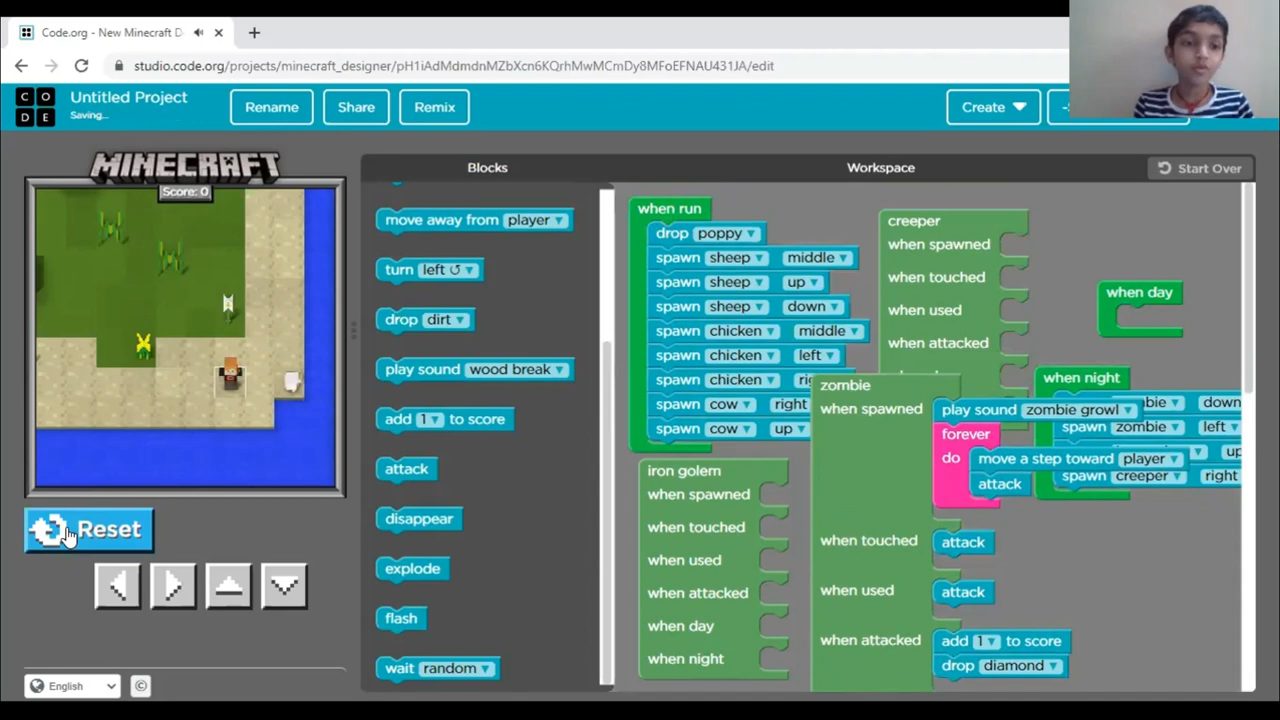 Code.org - New Minecraft D
studio.code.org/projects/minecraft_designer/pH1iAdMdmdnMZbXcn6KQrhMwMCmDy8MFoEFNAU431JA/edit
C O D E
Untitled Project
Saving...
Rename
Share
Remix
Create
MINECRAFT
Score: 0
Reset
English
©
Blocks
move away from player
turn left
drop dirt
play sound wood break
add 1 to score
attack
disappear
explode
flash
wait random
Workspace
Start Over
when run
drop poppy
spawn sheep middle
spawn sheep up
spawn sheep down
spawn chicken middle
spawn chicken left
spawn chicken
spawn cow right
spawn cow up
creeper
when spawned
when touched
when used
when attacked
when day
when night
down
spawn zombie left
up
spawn creeper right
zombie
when spawned
play sound zombie growl
forever
do
move a step toward player
attack
when touched
attack
when used
attack
when attacked
add 1 to score
drop diamond
iron golem
when spawned
when touched
when used
when attacked
when day
when night